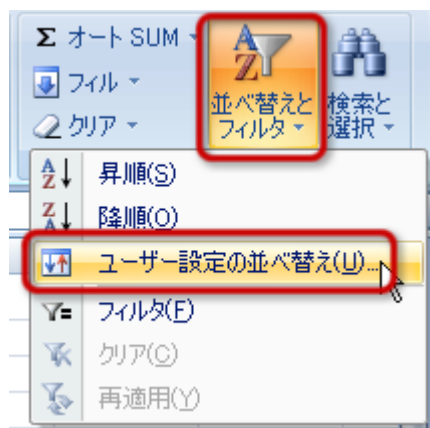 Σ オート SUM
フィル
クリア
並べ替えと
フィルタ
検索と
選択
昇順(S)
降順(O)
ユーザー設定の並べ替え(U)...
フィルタ(F)
クリア(C)
再適用(Y)